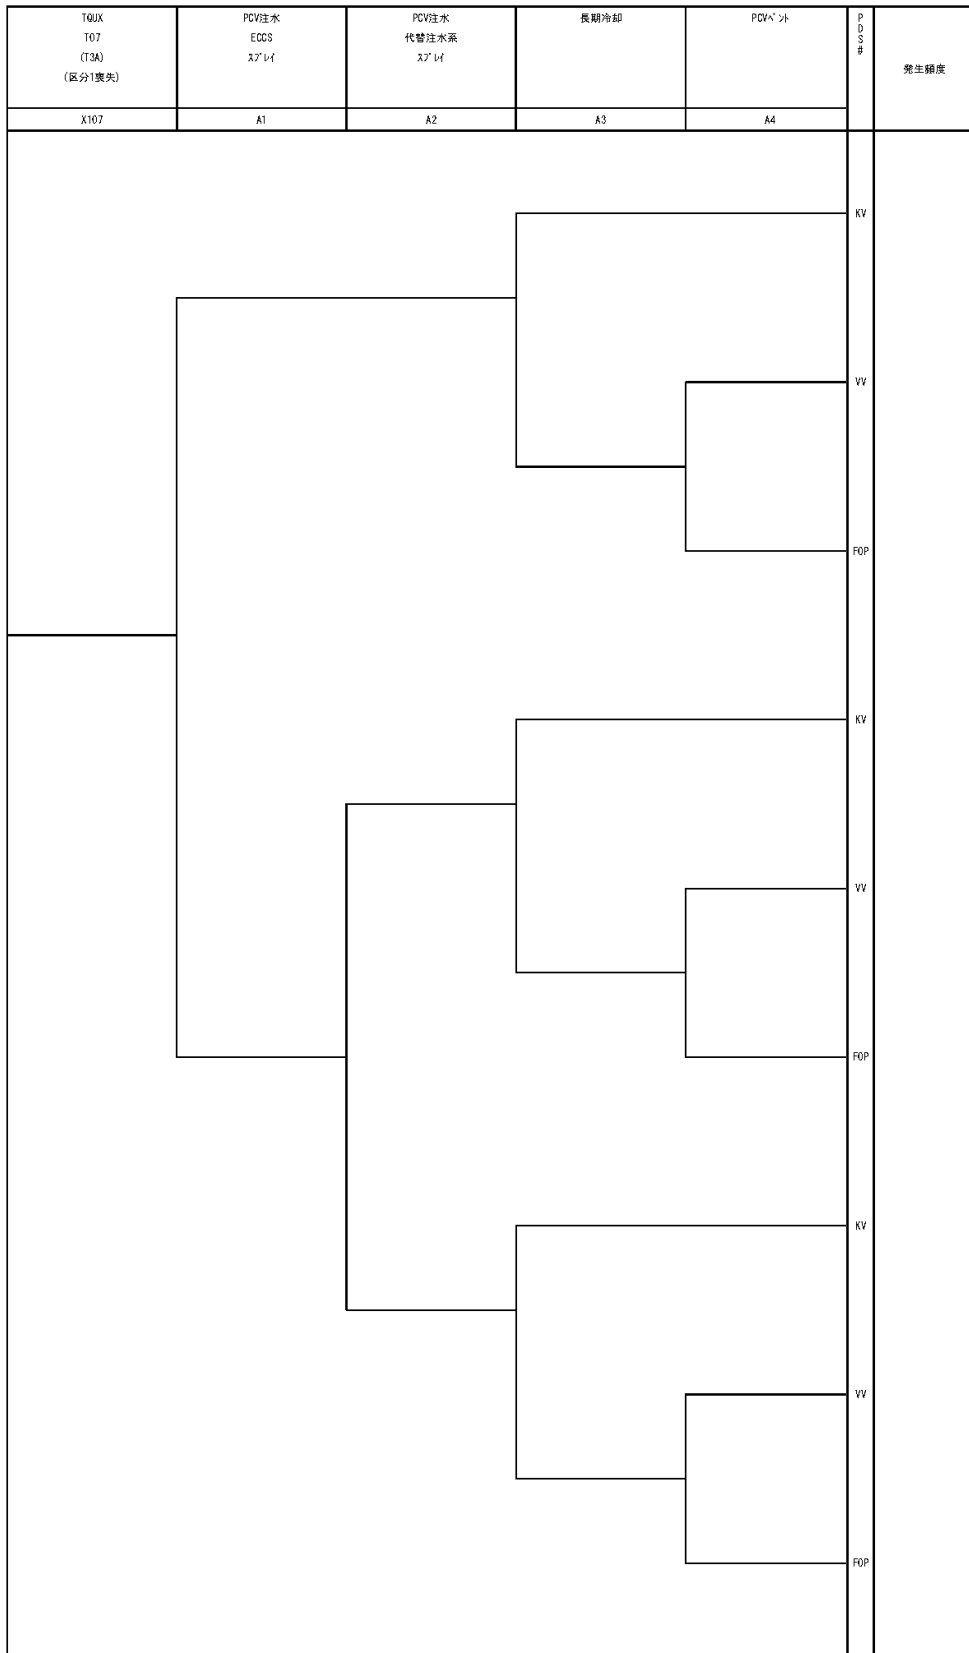 TQUX
T07
(T3A)
(区分1喪失)
X107
PCV注水
ECCS
スプレイ
A1
PCV注水
代替注水系
スプレイ
A2
長期冷却
A3
PCVベント
A4
PDS#
発生頻度
KV
VV
FOP
KV
VV
FOP
KV
VV
FOP